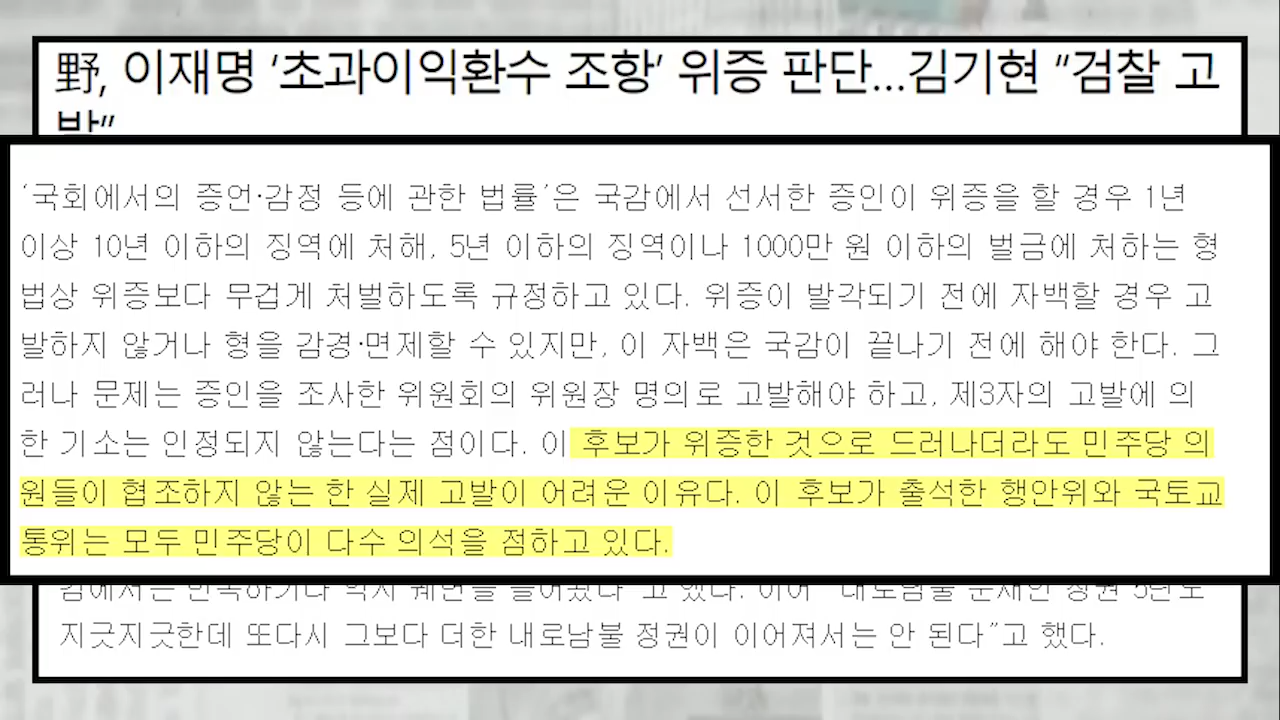 野, 이재명 ‘초과이익환수 조항’ 위증 판단…김기현 “검찰 고
발”
‘국회에서의 증언·감정 등에 관한 법률’은 국감에서 선서한 증인이 위증을 할 경우 1년
이상 10년 이하의 징역에 처해, 5년 이하의 징역이나 1000만 원 이하의 벌금에 처하는 형
법상 위증보다 무겁게 처벌하도록 규정하고 있다. 위증이 발각되기 전에 자백할 경우 고
발하지 않거나 형을 감경·면제할 수 있지만, 이 자백은 국감이 끝나기 전에 해야 한다. 그
러나 문제는 증인을 조사한 위원회의 위원장 명의로 고발해야 하고, 제3자의 고발에 의
한 기소는 인정되지 않는다는 점이다. 이 후보가 위증한 것으로 드러나더라도 민주당 의
원들이 협조하지 않는 한 실제 고발이 어려운 이유다. 이 후보가 출석한 행안위와 국토교
통위는 모두 민주당이 다수 의석을 점하고 있다.
지긋지긋한데 또다시 그보다 더한 내로남불 정권이 이어져서는 안 된다”고 했다.